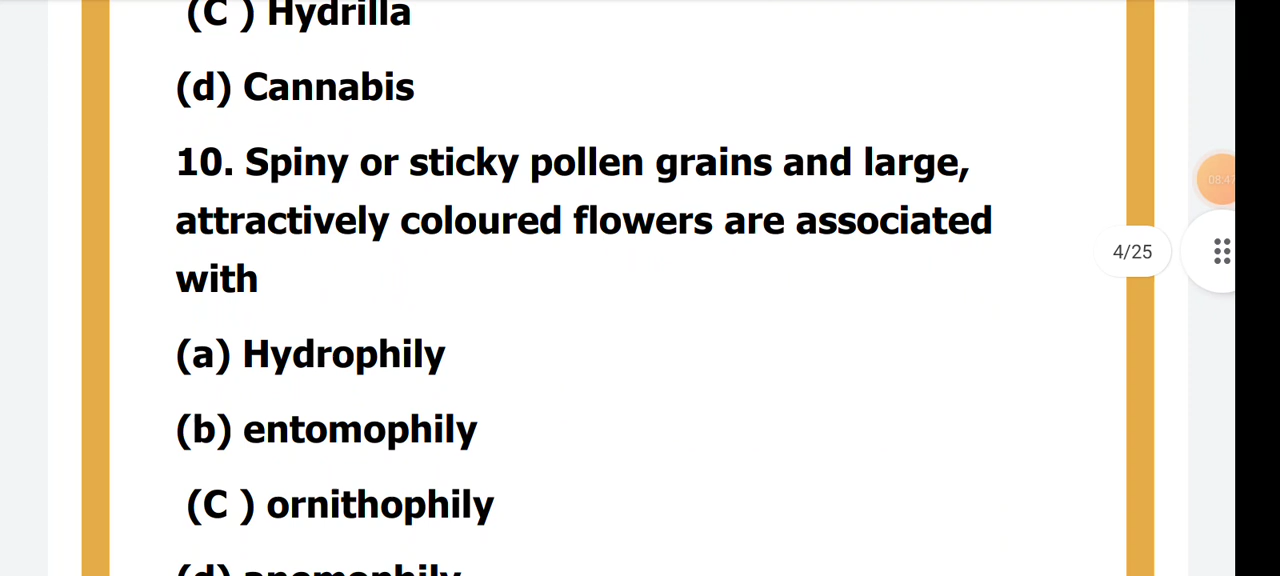 (C ) Hydrilla
(d) Cannabis
10. Spiny or sticky pollen grains and large,
attractively coloured flowers are associated
with
(a) Hydrophily
(b) entomophily
(C ) ornithophily
(d) anemophily
4/25